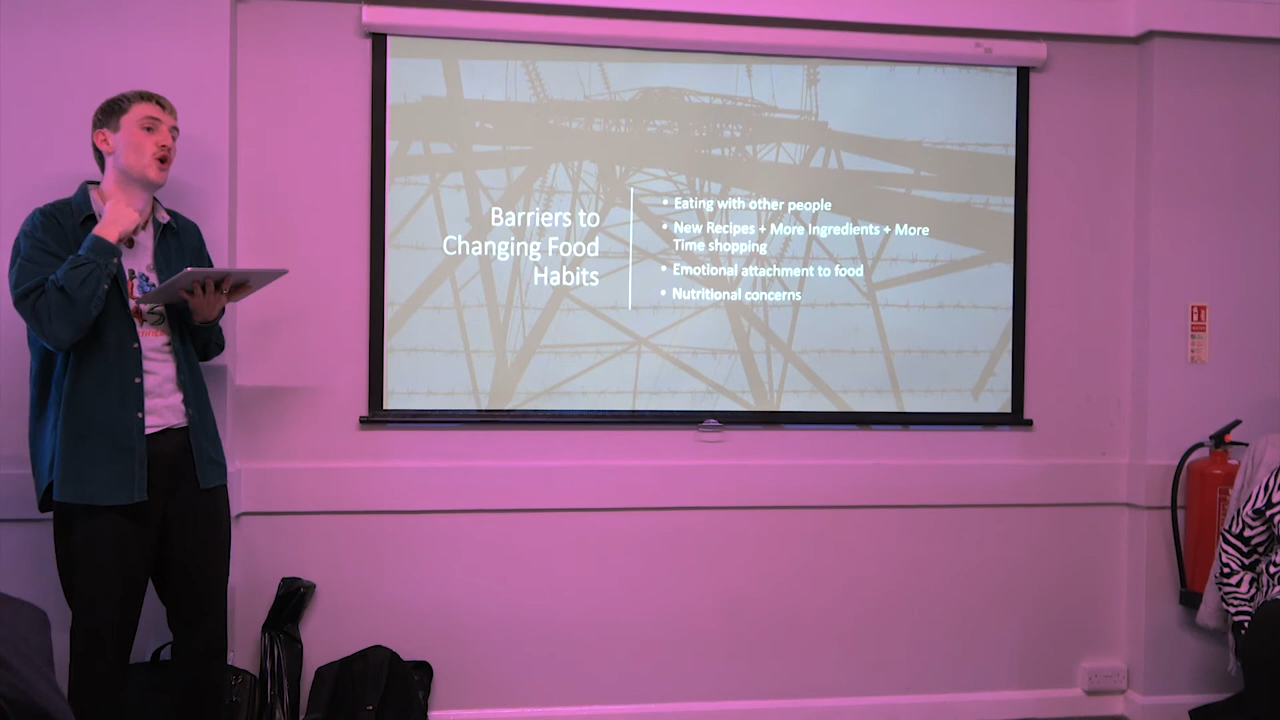 Barriers to
Changing Food
Habits
• Eating with other people
• New Recipes + More Ingredients + More
Time shopping
• Emotional attachment to food
• Nutritional concerns